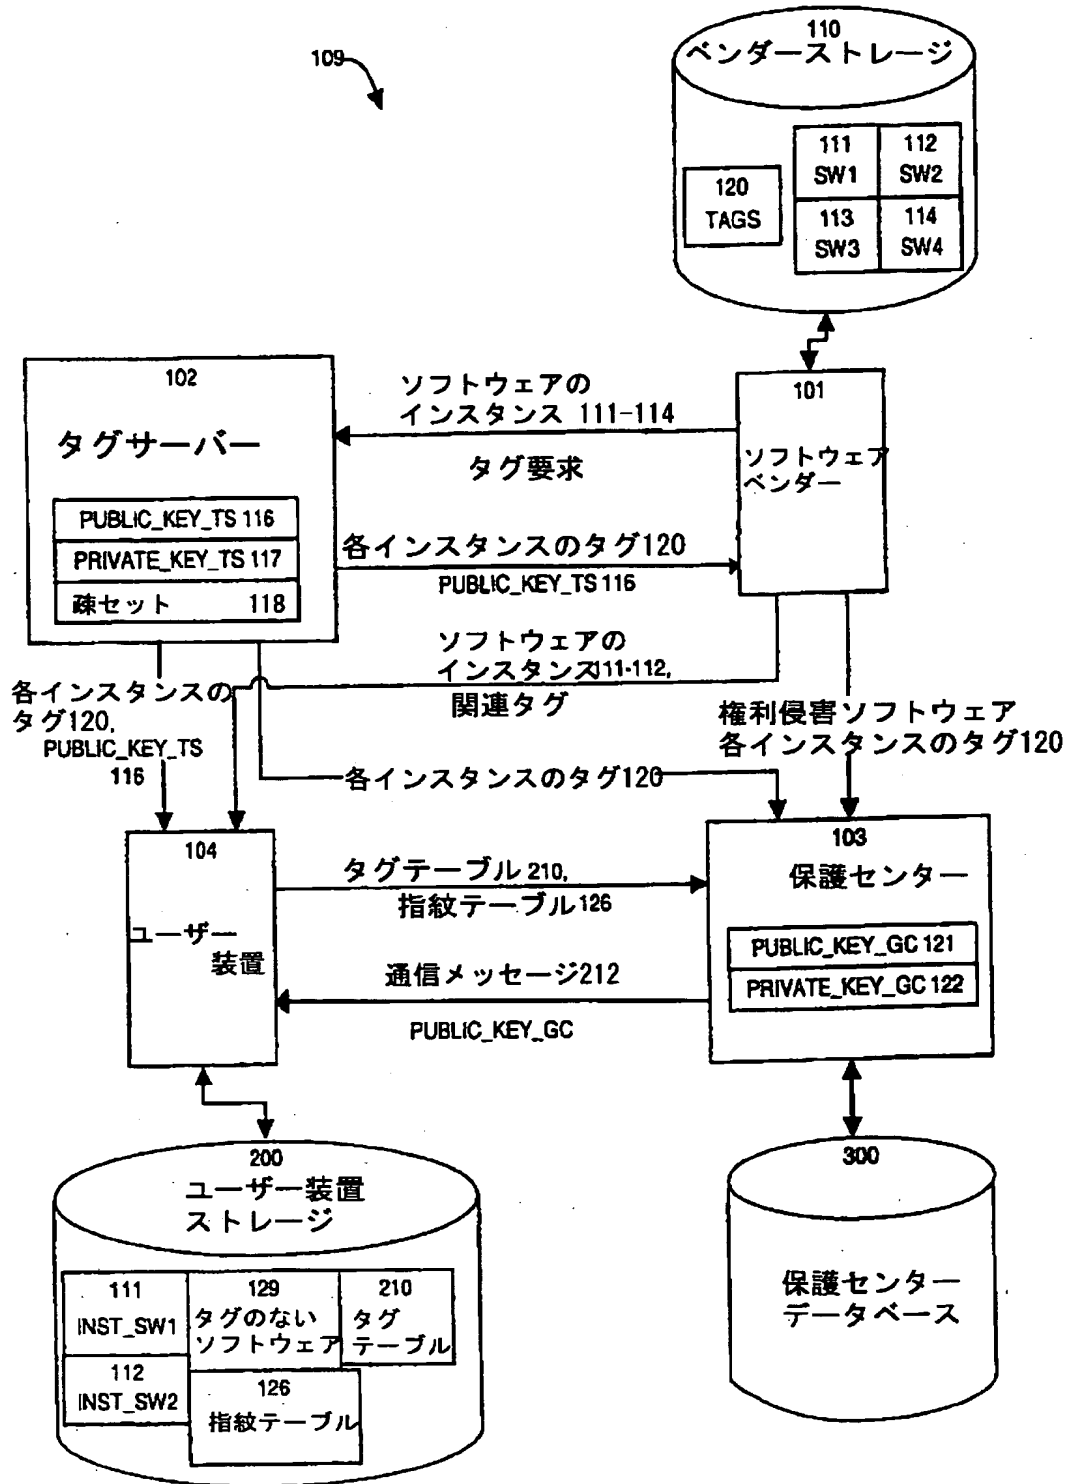 109
110
ベンダーストレージ
120
TAGS
111
SW1
112
SW2
113
SW3
114
SW4
102
タグサーバー
PUBLIC_KEY_TS 116
PRIVATE_KEY_TS 117
疎セット 118
ソフトウェアの
インスタンス 111-114
タグ要求
101
ソフトウェア
ベンダー
各インスタンスのタグ120
PUBLIC_KEY_TS 116
ソフトウェアの
インスタンス111-112,
関連タグ
各インスタンスの
タグ120,
PUBLIC_KEY_TS
116
権利侵害ソフトウェア
各インスタンスのタグ120
各インスタンスのタグ120
104
ユーザー
装置
タグテーブル 210,
指紋テーブル126
通信メッセージ212
PUBLIC_KEY_GC
103
保護センター
PUBLIC_KEY_GC 121
PRIVATE_KEY_GC 122
200
ユーザー装置
ストレージ
111
INST_SW1
129
タグのない
ソフトウェア
210
タグ
テーブル
112
INST_SW2
126
指紋テーブル
300
保護センター
データベース